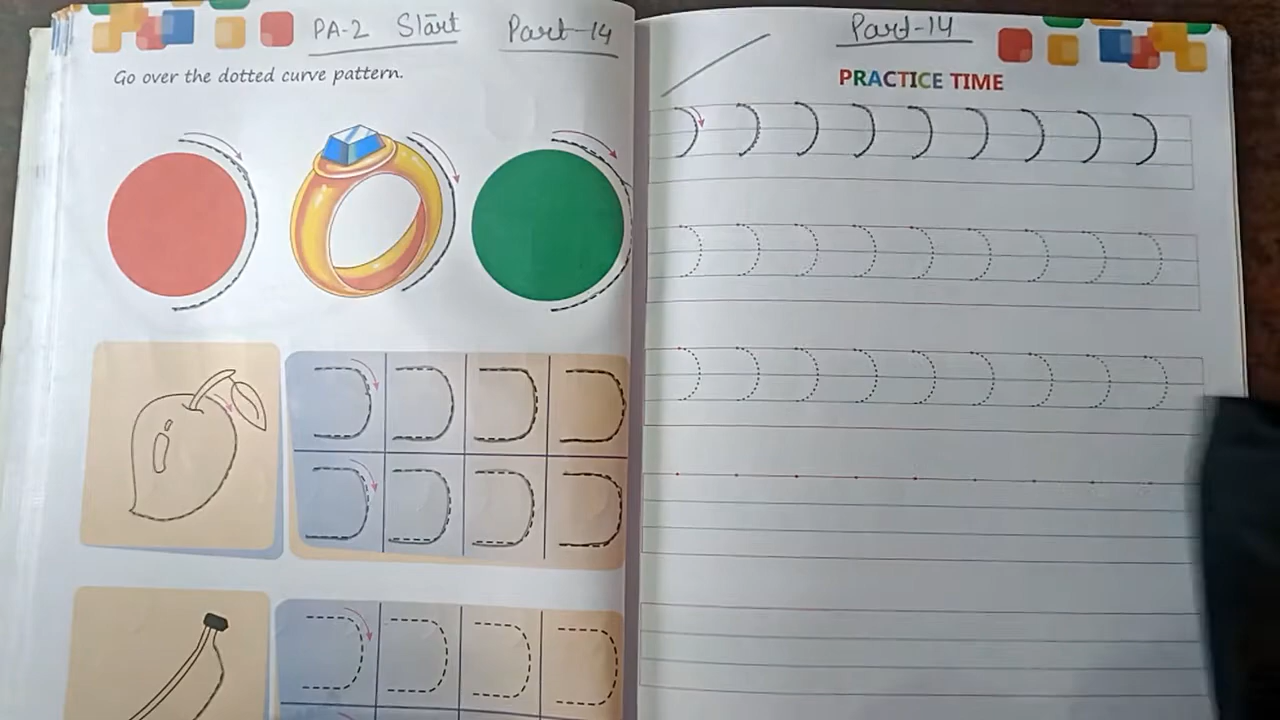 PA-2 Start Part-14
Go over the dotted curve pattern.
Part-14
PRACTICE TIME